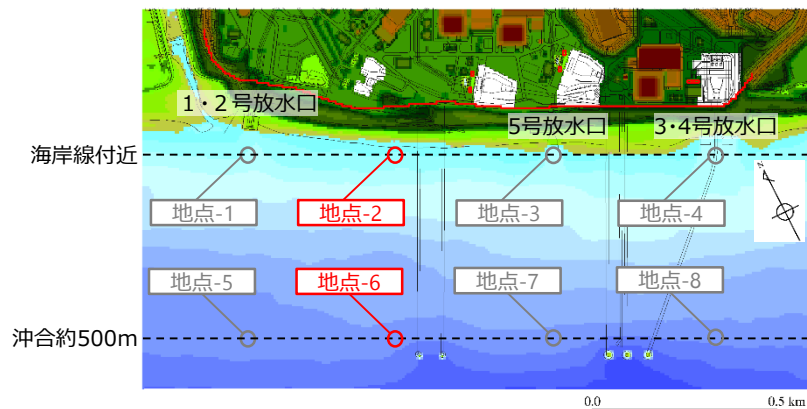 1・2号放水口
5号放水口
3・4号放水口
海岸線付近
地点-1
地点-2
地点-3
地点-4
N
地点-5
地点-6
地点-7
地点-8
沖合約500m
0.0
0.5 km